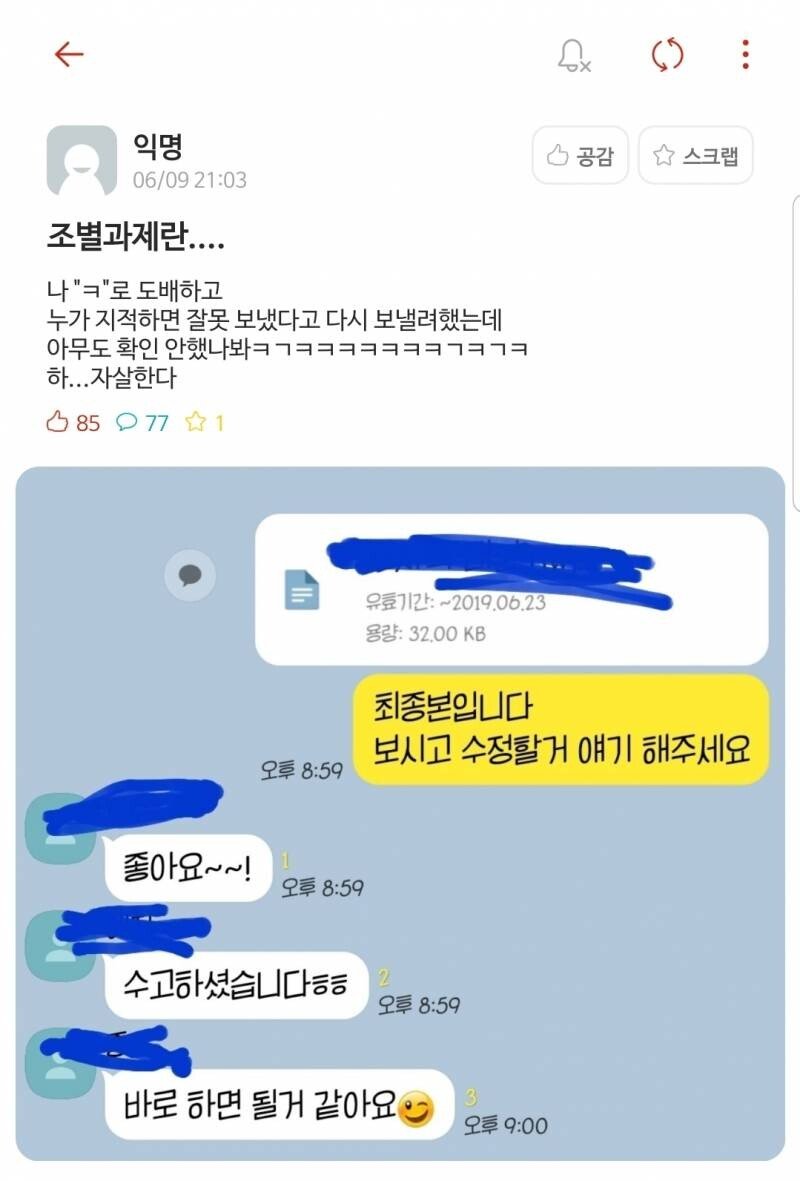 익명
06/09 21:03
공감
스크랩
조별과제란....
나 "ㅋ"로 도배하고
누가 지적하면 잘못 보냈다고 다시 보낼려했는데
아무도 확인 안했나봐ㅋㄱㅋㅋㅋㅋㅋㅋㅋㄱㅋㄱㅋ
하...자살한다
85 77 1
유효기간: ~2019.06.23
용량: 32.00 KB
최종본입니다
보시고 수정할거 얘기 해주세요
오후 8:59
좋아요~~!
1
오후 8:59
수고하셨습니다ㅎㅎ
2
오후 8:59
바로 하면 될거 같아요😉
3
오후 9:00